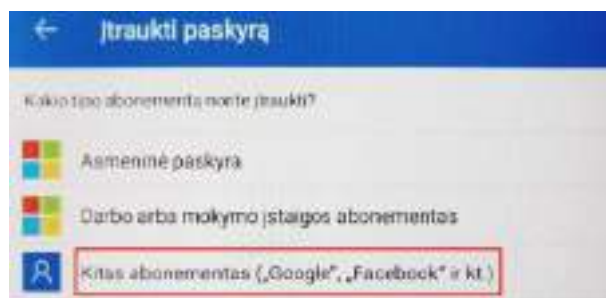 Įtraukti paskyrą
Kokio tipo abonementą norite įtraukti?
Asmeninė paskyra
Darbo arba mokymo įstaigos abonementas
Kitas abonementas („Google“, „Facebook“ ir kt.)